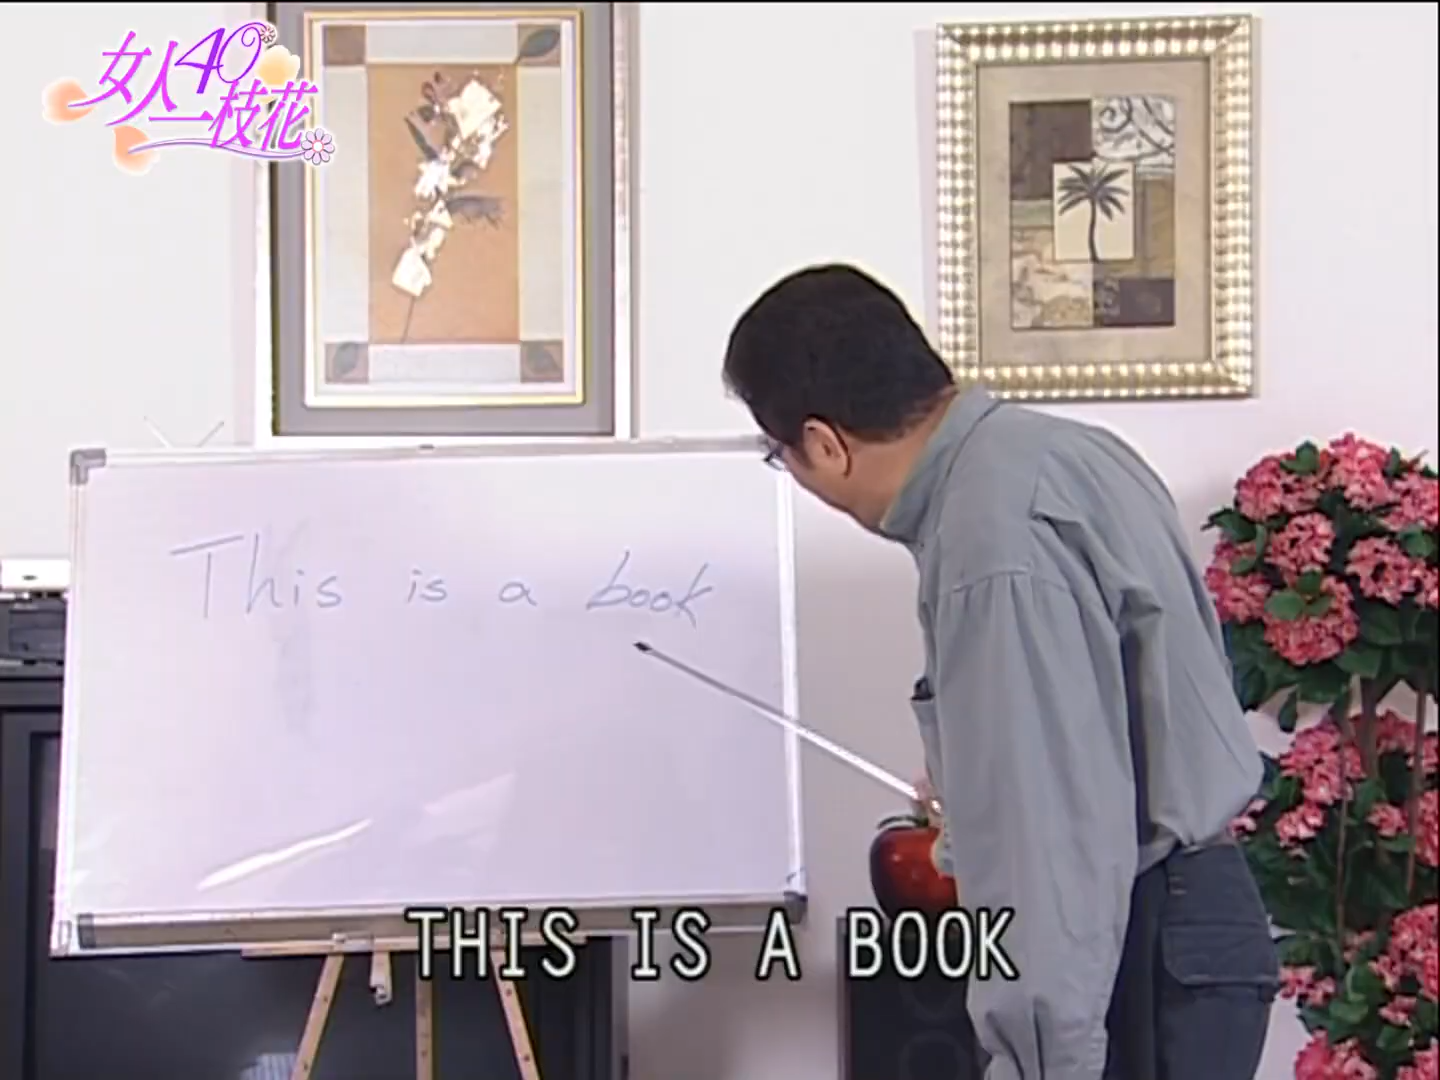 女人40
一枝花
This is a book
THIS IS A BOOK